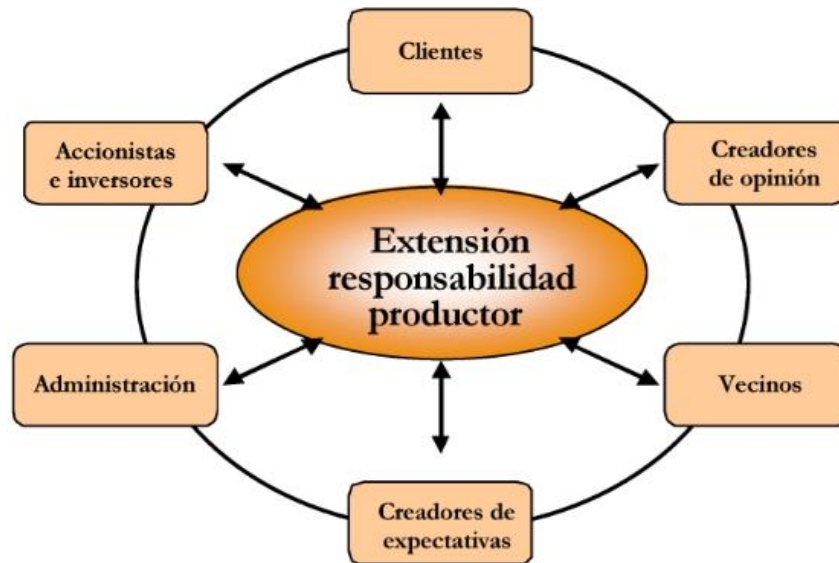 Clientes
Accionistas
e inversores
Creadores
de opinión
Extensión
responsabilidad
productor
Administración
Vecinos
Creadores de
expectativas